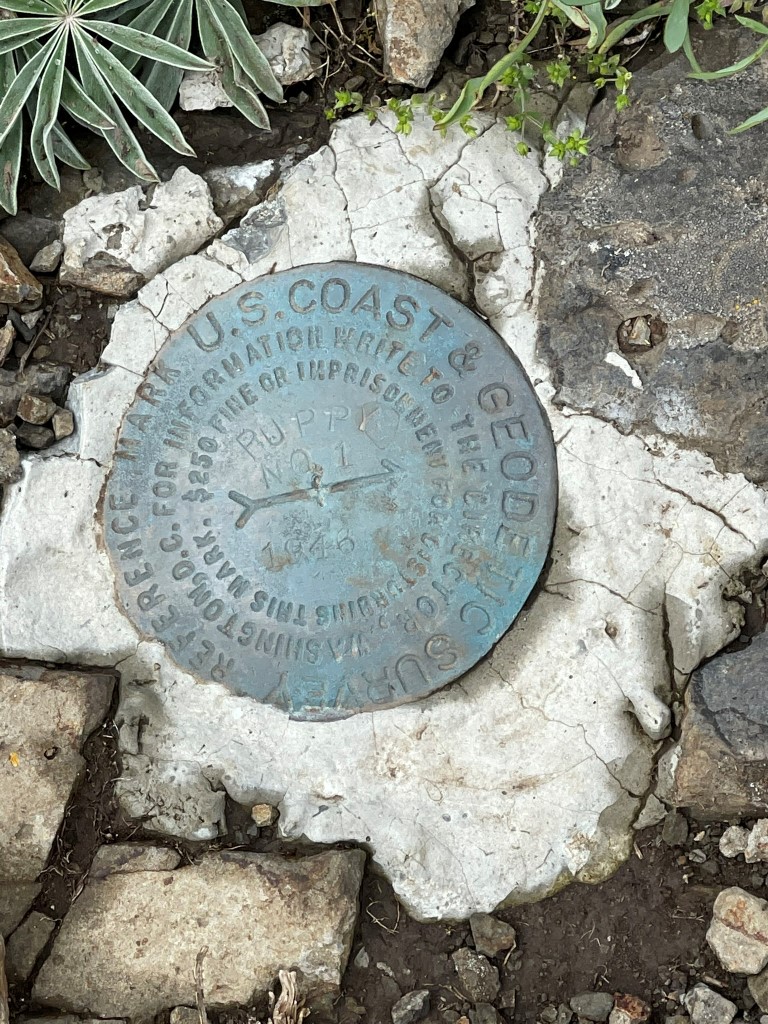 U.S. COAST & GEODETIC SURVEY
REFERENCE MARK
FOR INFORMATION WRITE TO THE DIRECTOR,
WASHINGTON, D.C.
$250 FINE OR IMPRISONMENT FOR DISTURBING THIS MARK.
PUPPY
NO. 1
1946